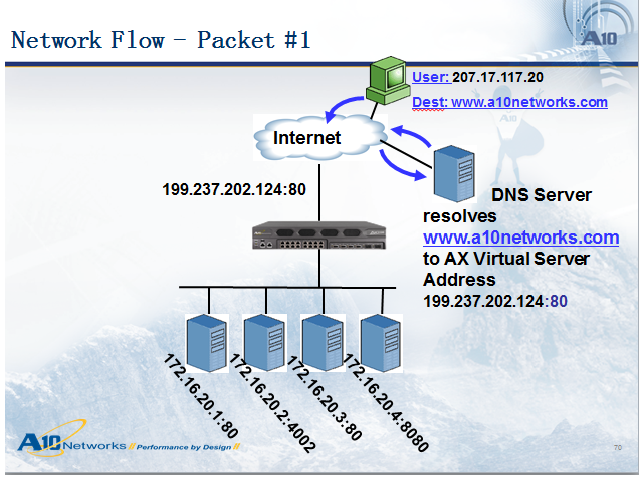 Network Flow – Packet #1
A10
User: 207.17.117.20
Dest: www.a10networks.com
A10
Internet
199.237.202.124:80
DNS Server
resolves
www.a10networks.com
to AX Virtual Server
Address
199.237.202.124:80
172.16.20.1:80
172.16.20.2:4002
172.16.20.3:80
172.16.20.4:8080
A10 Networks Performance by Design
70